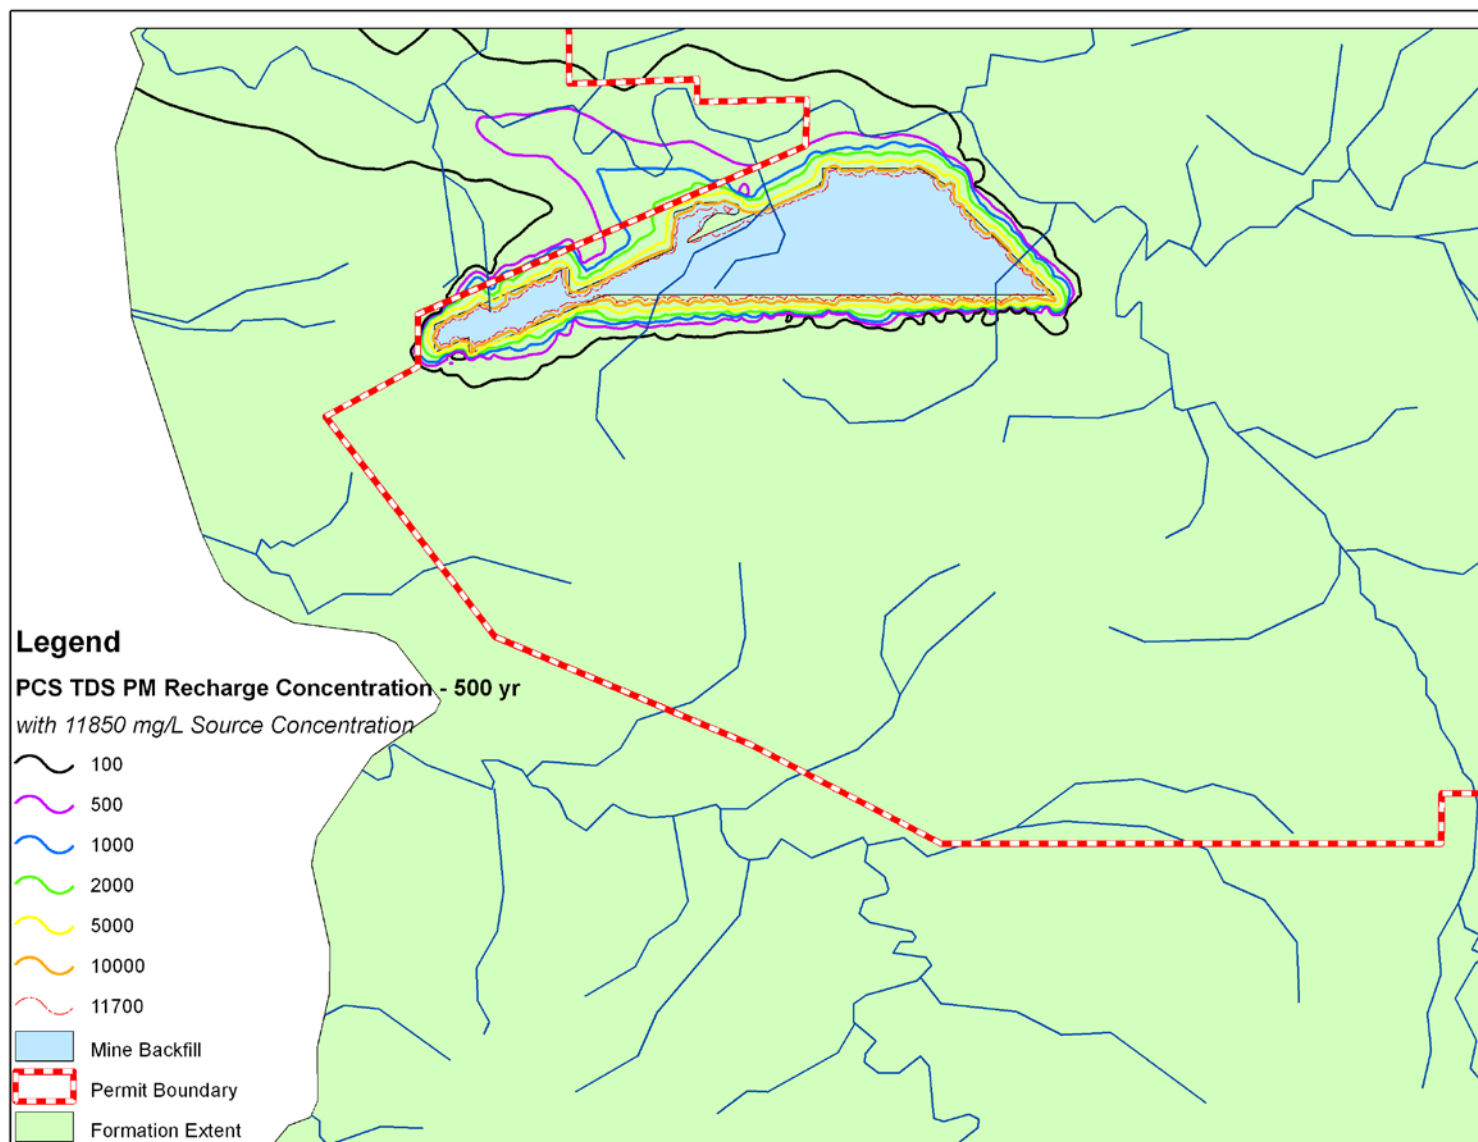 Legend
PCS TDS PM Recharge Concentration - 500 yr
with 11850 mg/L Source Concentration
100
500
1000
2000
5000
10000
11700
Mine Backfill
Permit Boundary
Formation Extent